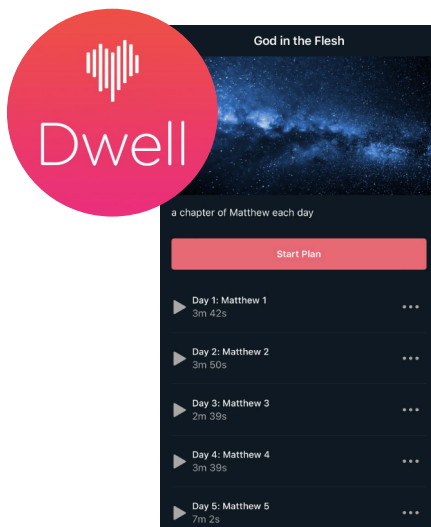 God in the Flesh
Dwell
a chapter of Matthew each day
Start Plan
Day 1: Matthew 1
3m 42s
Day 2: Matthew 2
3m 50s
Day 3: Matthew 3
2m 39s
Day 4: Matthew 4
3m 39s
Day 5: Matthew 5
7m 2s